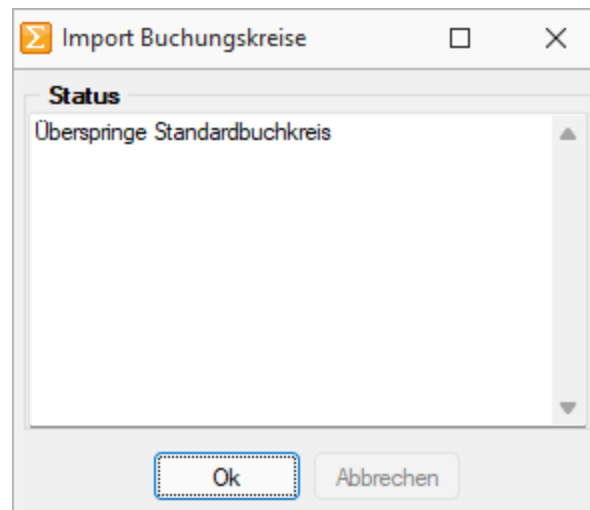 Import Buchungskreise
Status
Überspringe Standardbuchkreis
Ok
Abbrechen